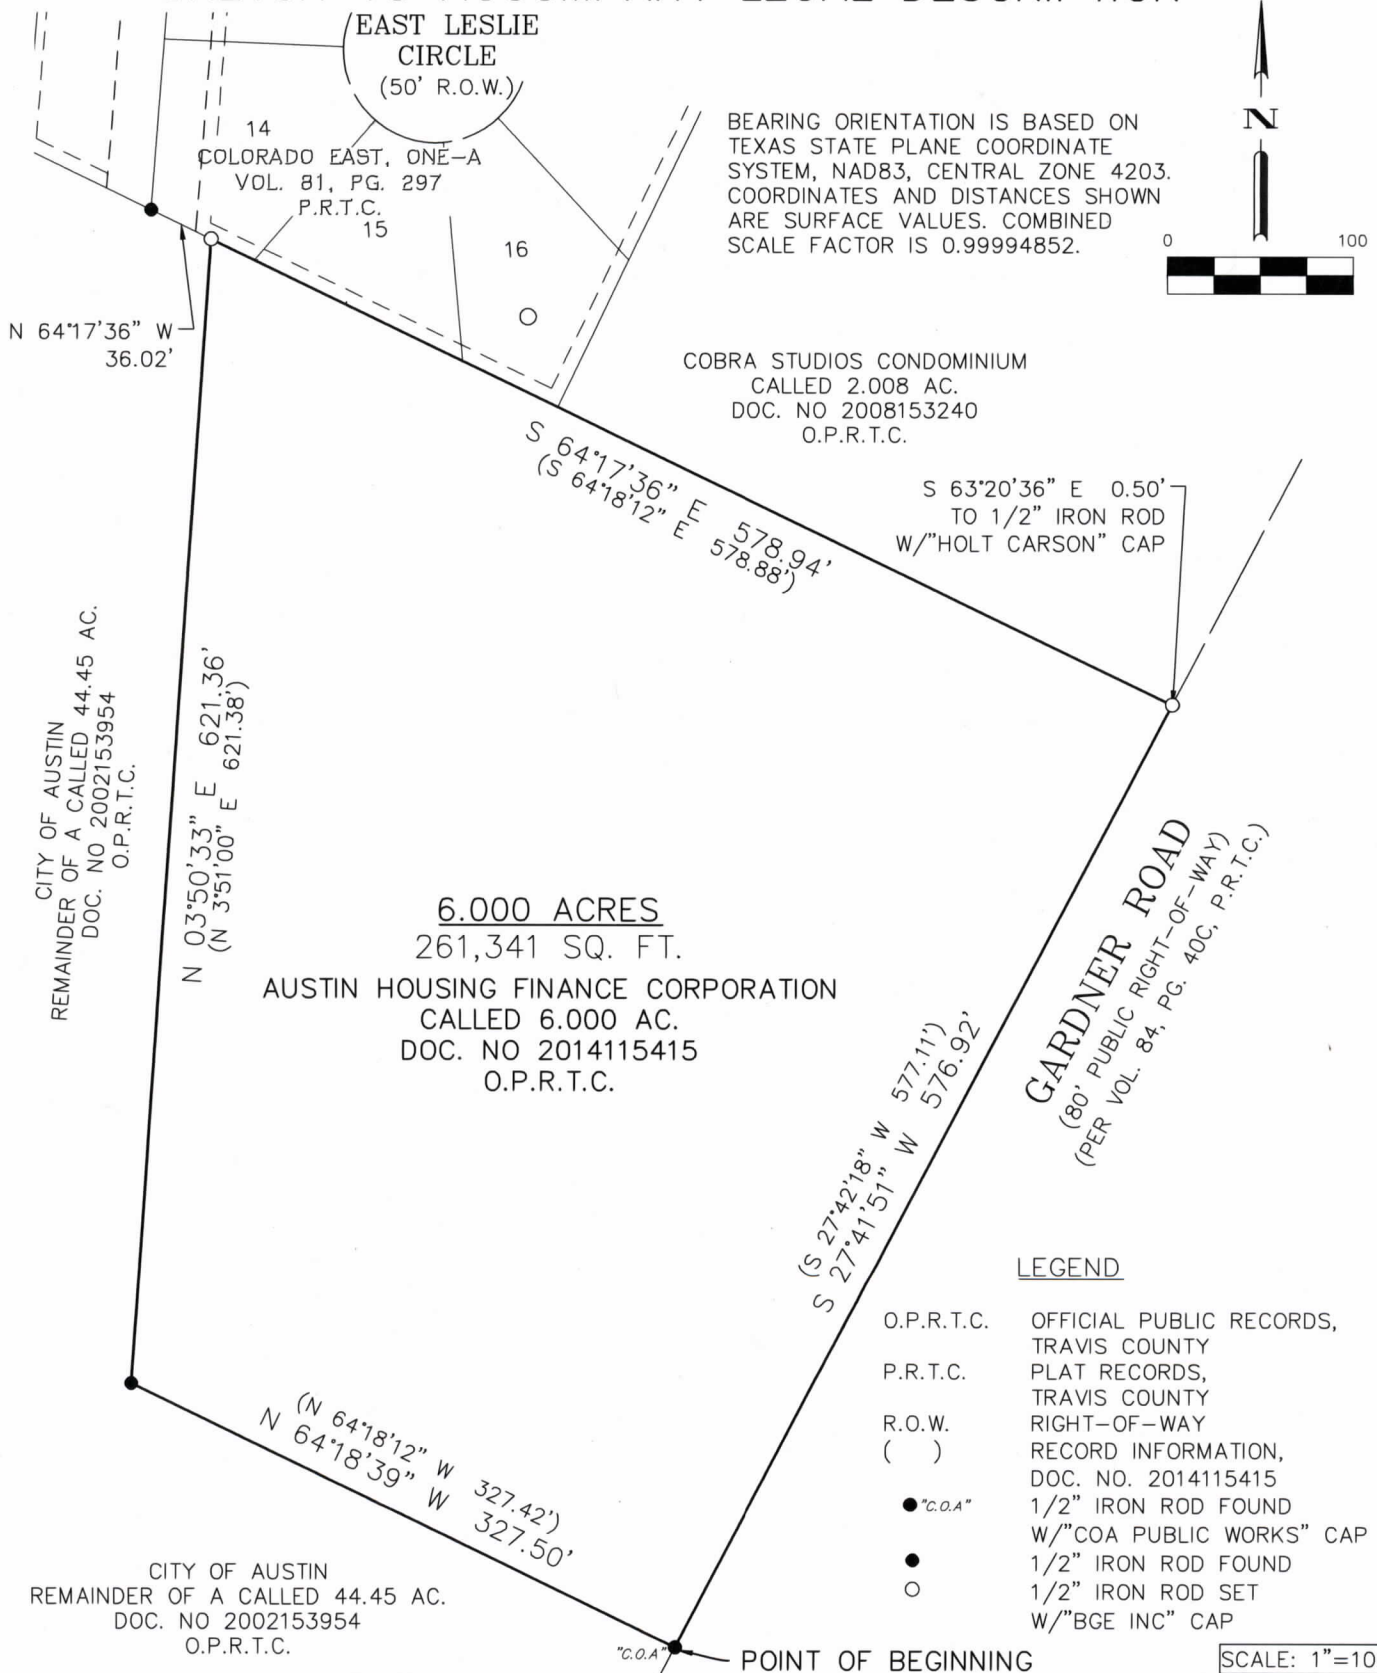 EAST LESLIE
CIRCLE
(50' R.O.W.)
14
COLORADO EAST, ONE-A
VOL. 81, PG. 297
P.R.T.C.
15
16
BEARING ORIENTATION IS BASED ON
TEXAS STATE PLANE COORDINATE
SYSTEM, NAD83, CENTRAL ZONE 4203.
COORDINATES AND DISTANCES SHOWN
ARE SURFACE VALUES. COMBINED
SCALE FACTOR IS 0.99994852.
N
0 100
N 64°17'36" W
36.02'
COBRA STUDIOS CONDOMINIUM
CALLED 2.008 AC.
DOC. NO 2008153240
O.P.R.T.C.
S 64°17'36" E 578.94'
(S 64°18'12" E 578.88')
S 63°20'36" E 0.50'
TO 1/2" IRON ROD
W/"HOLT CARSON" CAP
CITY OF AUSTIN
REMAINDER OF A CALLED 44.45 AC.
DOC. NO 2002153954
O.P.R.T.C.
N 03°50'33" E 621.36'
(N 3°51'00" E 621.38')
6.000 ACRES
261,341 SQ. FT.
AUSTIN HOUSING FINANCE CORPORATION
CALLED 6.000 AC.
DOC. NO 2014115415
O.P.R.T.C.
(S 27°42'18" W 577.11')
S 27°41'51" W 576.92'
GARDNER ROAD
(80' PUBLIC RIGHT-OF-WAY)
(PER VOL. 84, PG. 40C, P.R.T.C.)
(N 64°18'12" W 327.42')
N 64°18'39" W 327.50'
CITY OF AUSTIN
REMAINDER OF A CALLED 44.45 AC.
DOC. NO 2002153954
O.P.R.T.C.
"C.O.A"
POINT OF BEGINNING
LEGEND
O.P.R.T.C. OFFICIAL PUBLIC RECORDS,
TRAVIS COUNTY
P.R.T.C. PLAT RECORDS,
TRAVIS COUNTY
R.O.W. RIGHT-OF-WAY
( ) RECORD INFORMATION,
DOC. NO. 2014115415
"C.O.A" 1/2" IRON ROD FOUND
W/"COA PUBLIC WORKS" CAP
1/2" IRON ROD FOUND
1/2" IRON ROD SET
W/"BGE INC" CAP
SCALE: 1"=10